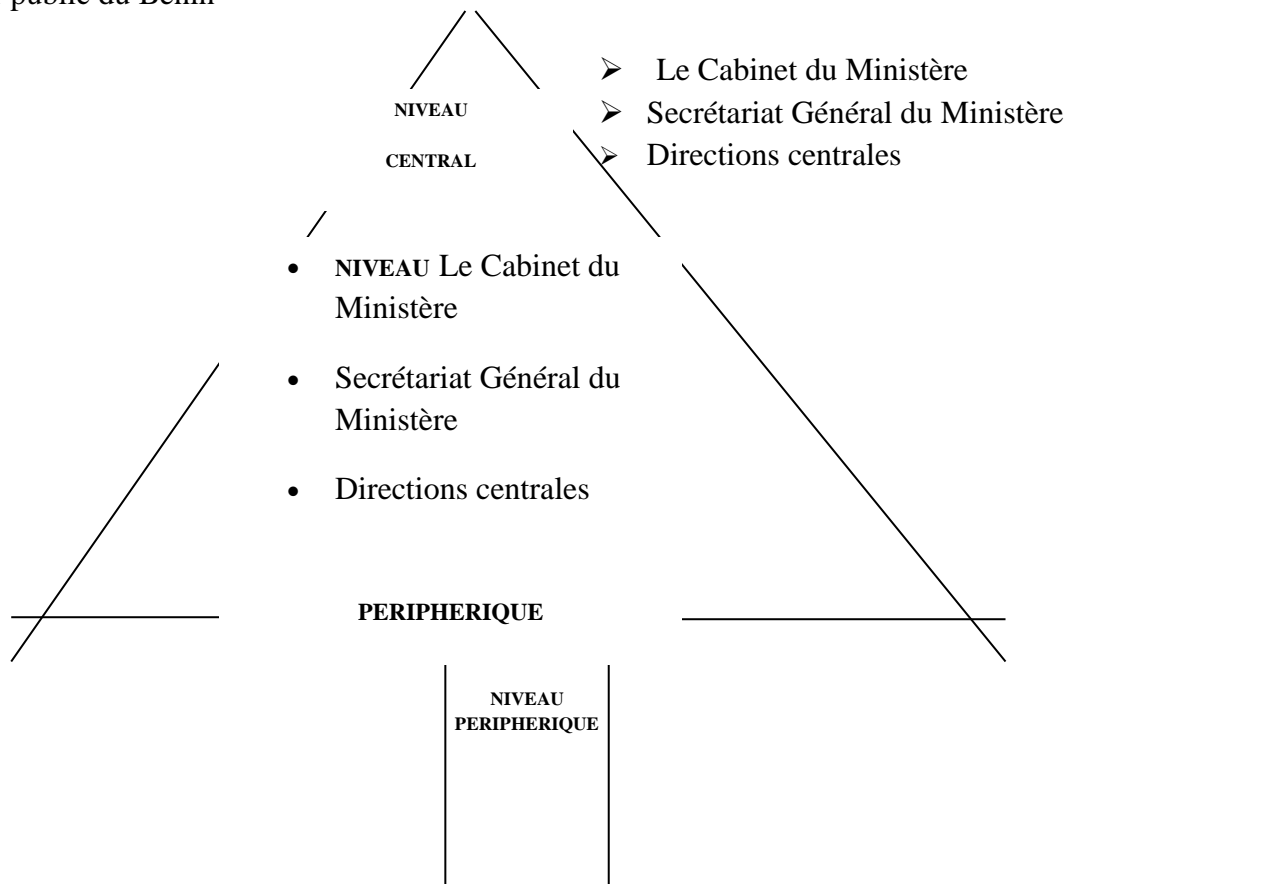 public du Bénin
➢ Le Cabinet du Ministère
NIVEAU
➢ Secrétariat Général du Ministère
➢ Directions centrales
CENTRAL
• NIVEAU Le Cabinet du
Ministère
• Secrétariat Général du
Ministère
• Directions centrales
PERIPHERIQUE
NIVEAU
PERIPHERIQUE